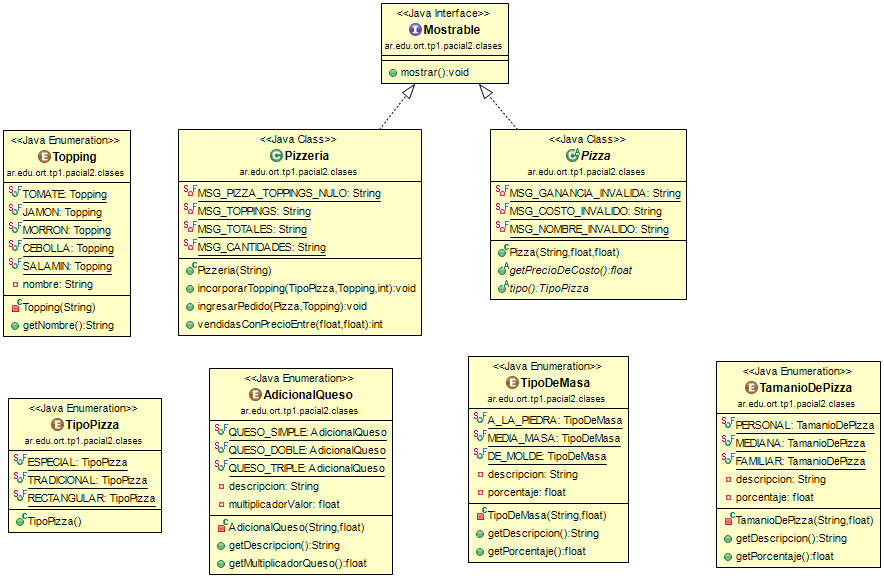 <<Java Interface>>
Mostrable
ar.edu.ort.tp1.pacial2.clases
mostrar():void
<<Java Enumeration>>
Topping
ar.edu.ort.tp1.pacial2.clases
TOMATE: Topping
JAMON: Topping
MORRON: Topping
CEBOLLA: Topping
SALAMIN: Topping
nombre: String
Topping(String)
getNombre():String
<<Java Class>>
Pizzeria
ar.edu.ort.tp1.pacial2.clases
MSG_PIZZA_TOPPINGS_NULO: String
MSG_TOPPINGS: String
MSG_TOTALES: String
MSG_CANTIDADES: String
Pizzeria(String)
incorporarTopping(TipoPizza,Topping,int):void
ingresarPedido(Pizza,Topping):void
vendidasConPrecioEntre(float,float):int
<<Java Class>>
Pizza
ar.edu.ort.tp1.pacial2.clases
MSG_GANANCIA_INVALIDA: String
MSG_COSTO_INVALIDO: String
MSG_NOMBRE_INVALIDO: String
Pizza(String,float,float)
getPrecioDeCosto():float
tipo():TipoPizza
<<Java Enumeration>>
TipoPizza
ar.edu.ort.tp1.pacial2.clases
ESPECIAL: TipoPizza
TRADICIONAL: TipoPizza
RECTANGULAR: TipoPizza
TipoPizza()
<<Java Enumeration>>
AdicionalQueso
ar.edu.ort.tp1.pacial2.clases
QUESO_SIMPLE: AdicionalQueso
QUESO_DOBLE: AdicionalQueso
QUESO_TRIPLE: AdicionalQueso
descripcion: String
multiplicadorValor: float
AdicionalQueso(String,float)
getDescripcion():String
getMultiplicadorQueso():float
<<Java Enumeration>>
TipoDeMasa
ar.edu.ort.tp1.pacial2.clases
A_LA_PIEDRA: TipoDeMasa
MEDIA_MASA: TipoDeMasa
DE_MOLDE: TipoDeMasa
descripcion: String
porcentaje: float
TipoDeMasa(String,float)
getDescripcion():String
getPorcentaje():float
<<Java Enumeration>>
TamanioDePizza
ar.edu.ort.tp1.pacial2.clases
PERSONAL: TamanioDePizza
MEDIANA: TamanioDePizza
FAMILIAR: TamanioDePizza
descripcion: String
porcentaje: float
TamanioDePizza(String,float)
getDescripcion():String
getPorcentaje():float